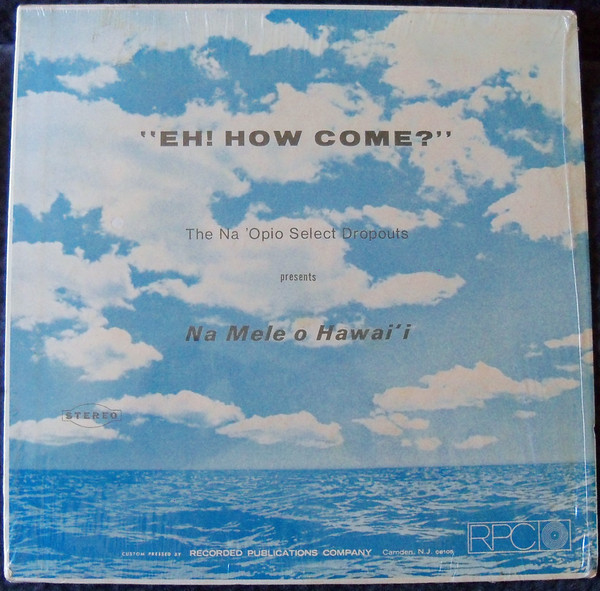 "EH! HOW COME?"
The Na 'Opio Select Dropouts
presents
Na Mele o Hawai'i
STEREO
RPC
CUSTOM PRESSED BY RECORDED PUBLICATIONS COMPANY Camden, N.J. 08105